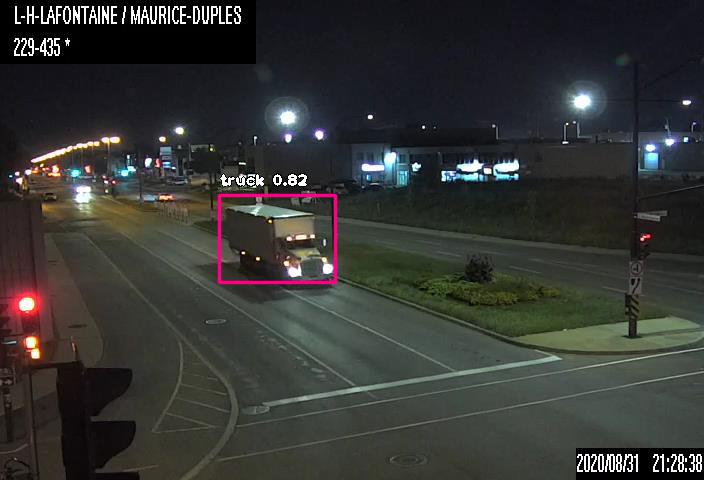 L-H-LAFONTAINE / MAURICE-DUPLES
229-435 *
truck 0.82
2020/08/31 21:28:38